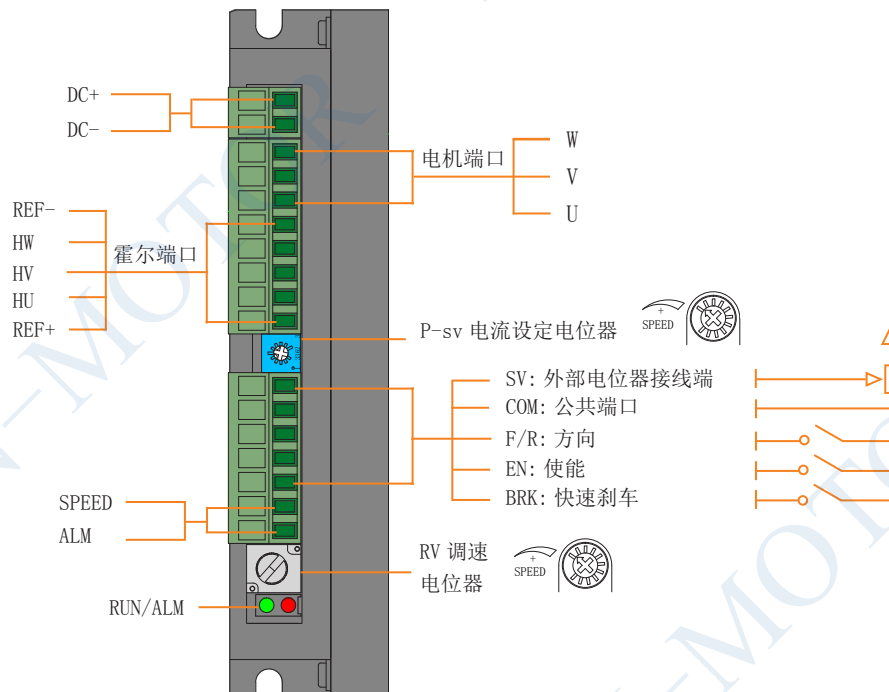 DC+
DC-
电机端口
W
V
U
REF-
HW
HV
HU
REF+
霍尔端口
P-sv 电流设定电位器
+
SPEED
SV: 外部电位器接线端
COM: 公共端口
F/R: 方向
EN: 使能
BRK: 快速刹车
SPEED
ALM
RV 调速
电位器
+
SPEED
RUN/ALM
-MOTOR
N-MOTOR